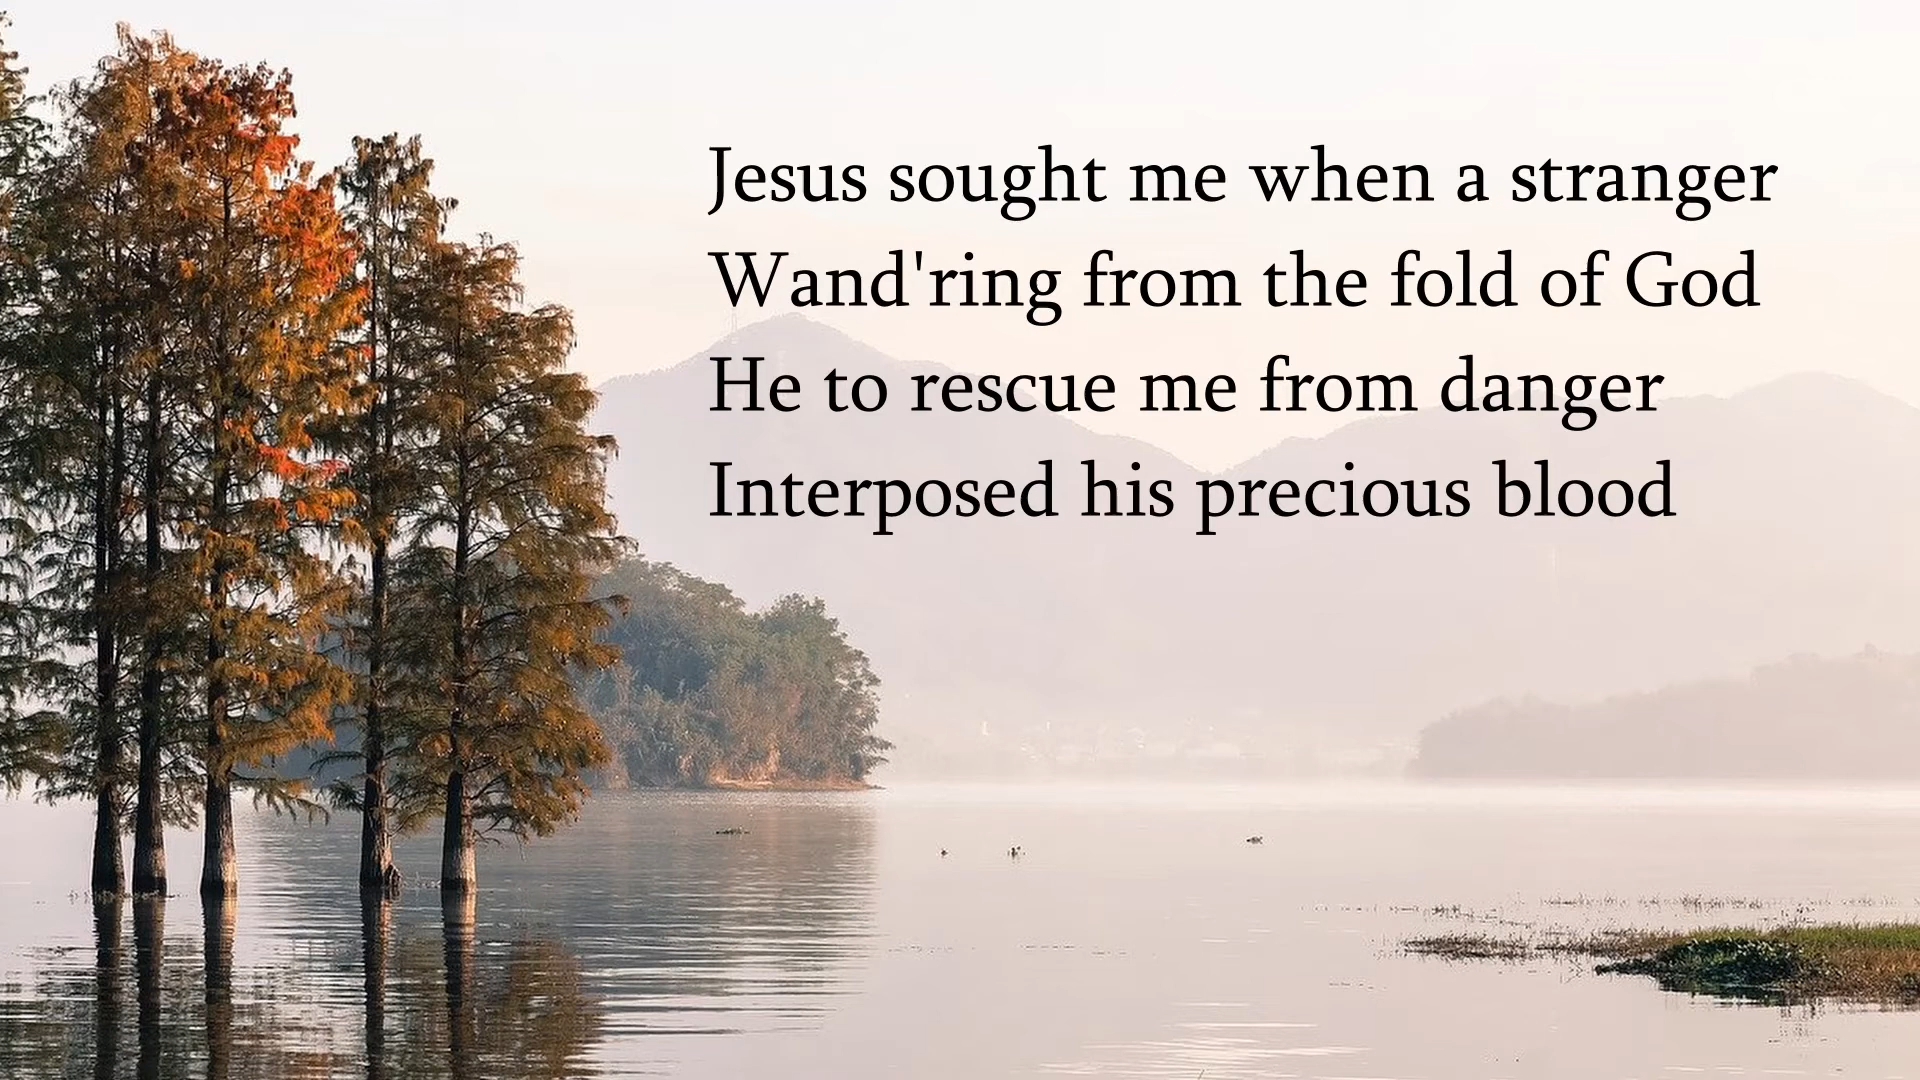 Jesus sought me when a stranger
Wand'ring from the fold of God
He to rescue me from danger
Interposed his precious blood